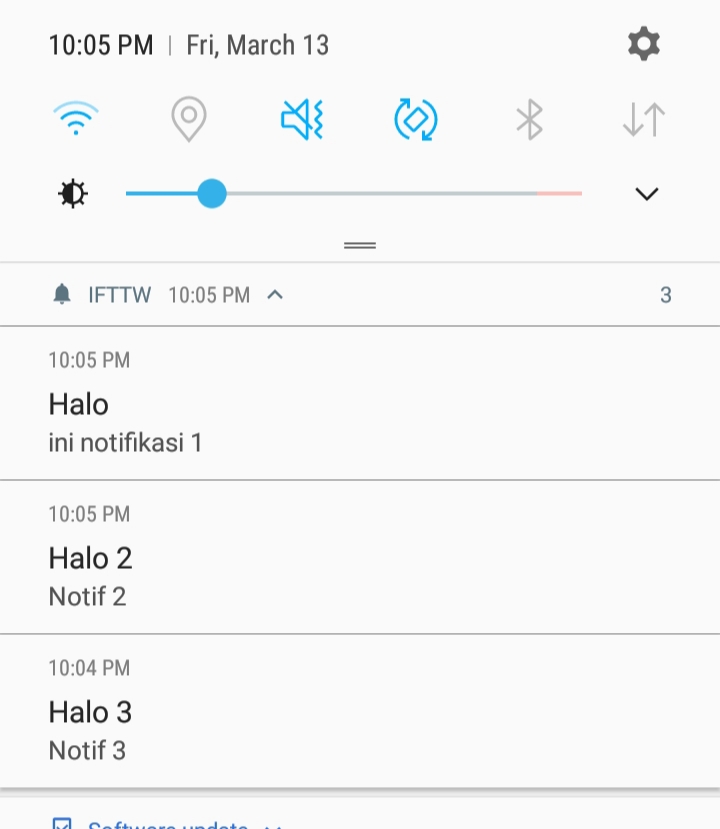 10:05 PM | Fri, March 13
IFTTW 10:05 PM 3
10:05 PM
Halo
ini notifikasi 1
10:05 PM
Halo 2
Notif 2
10:04 PM
Halo 3
Notif 3
Software update